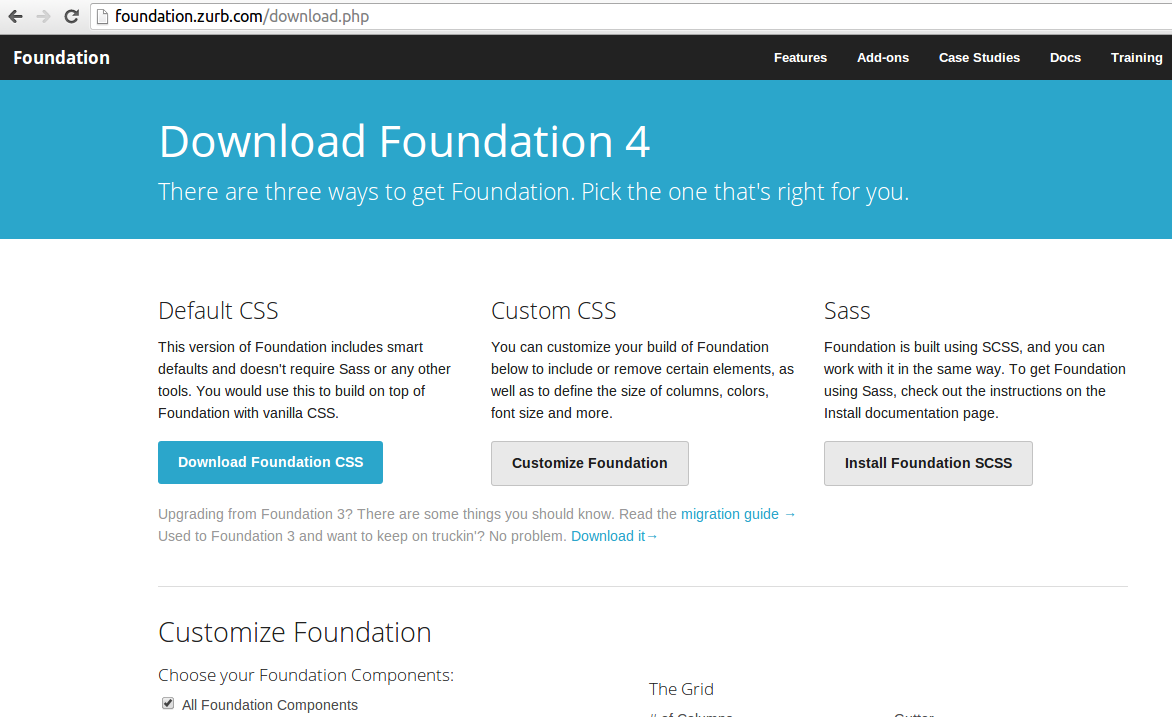 foundation.zurb.com/download.php
Foundation
Features Add-ons Case Studies Docs Training
Download Foundation 4
There are three ways to get Foundation. Pick the one that's right for you.
Default CSS
This version of Foundation includes smart
defaults and doesn't require Sass or any other
tools. You would use this to build on top of
Foundation with vanilla CSS.
Download Foundation CSS
Custom CSS
You can customize your build of Foundation
below to include or remove certain elements, as
well as to define the size of columns, colors,
font size and more.
Customize Foundation
Sass
Foundation is built using SCSS, and you can
work with it in the same way. To get Foundation
using Sass, check out the instructions on the
Install documentation page.
Install Foundation SCSS
Upgrading from Foundation 3? There are some things you should know. Read the migration guide →
Used to Foundation 3 and want to keep on truckin'? No problem. Download it→
Customize Foundation
Choose your Foundation Components:
All Foundation Components
The Grid
# of Columns
Gutter